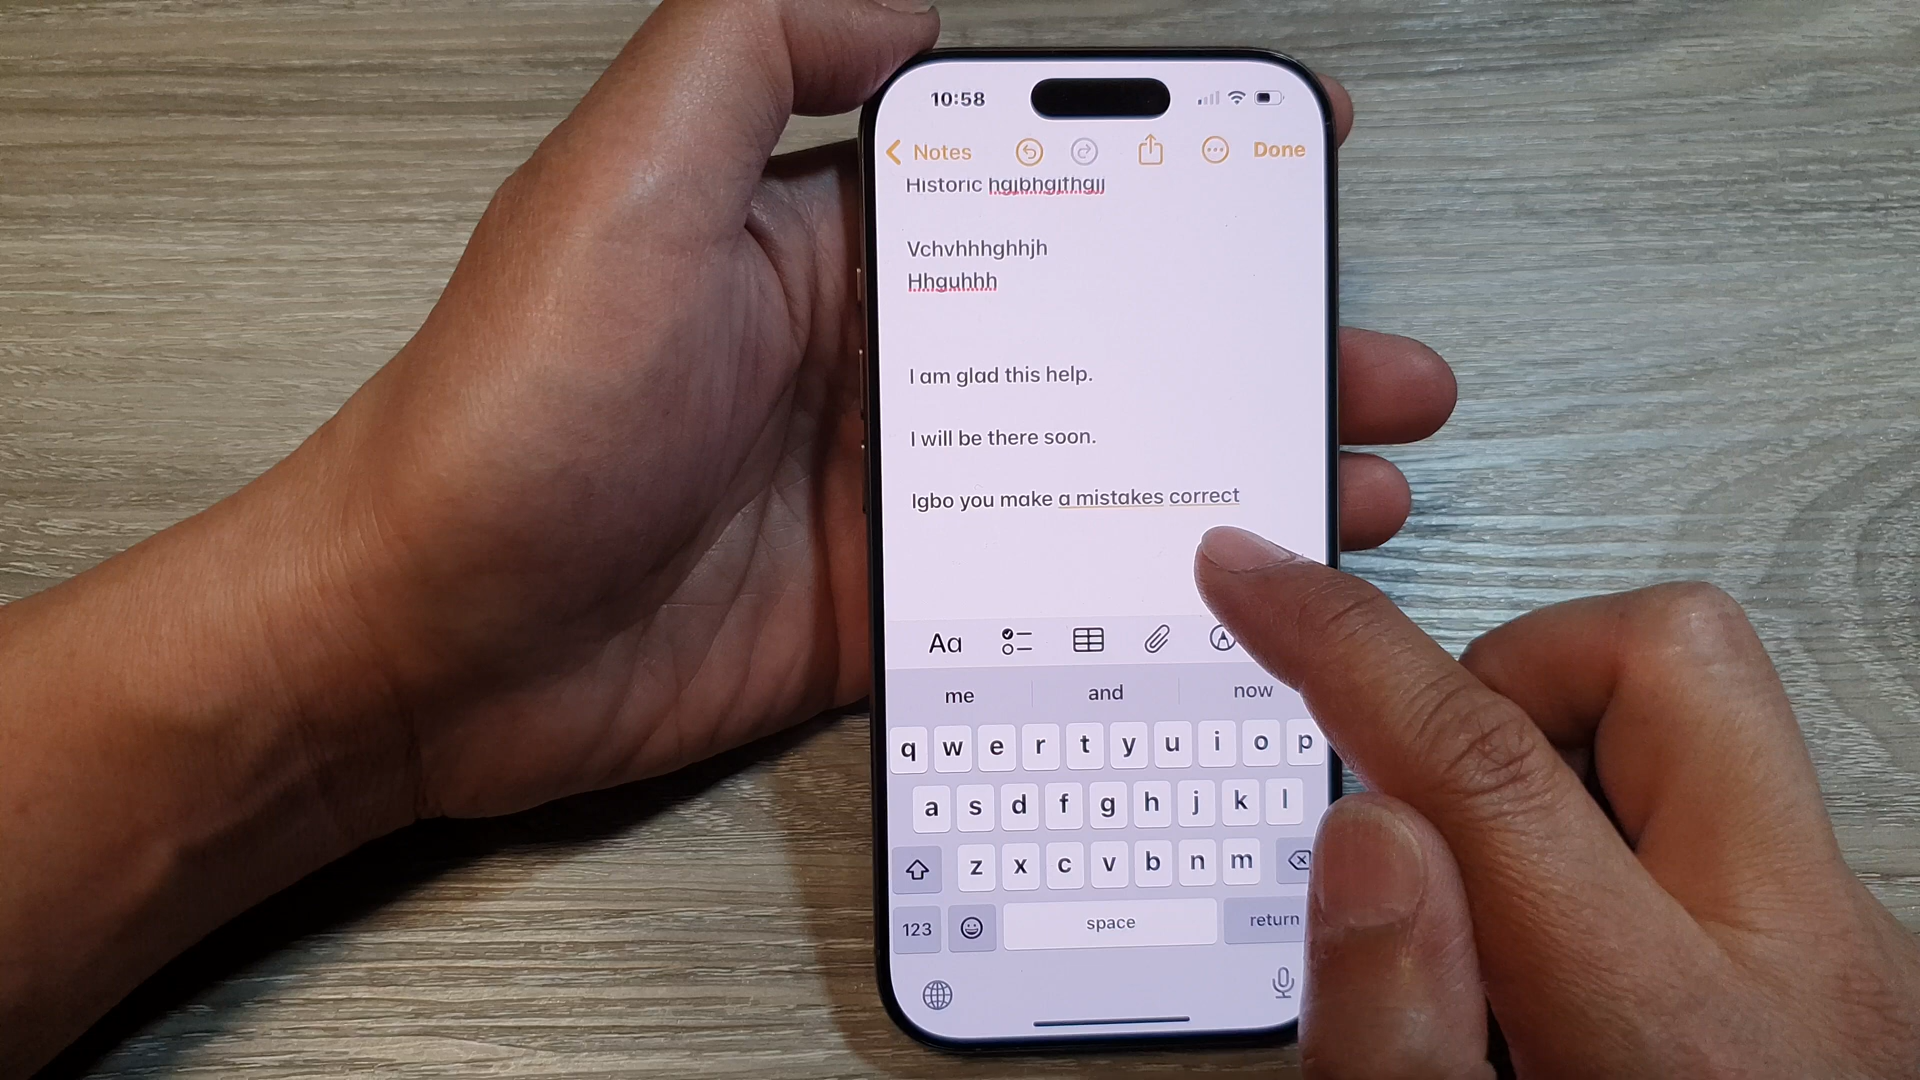 10:58
Notes Done
Historic hgibhgifhgij
Vchvhhhghhjh
Hhguhhh
I am glad this help.
I will be there soon.
Igbo you make a mistakes correct
Aa
me and now
q w e r t y u i o p
a s d f g h j k l
z x c v b n m
123 space return